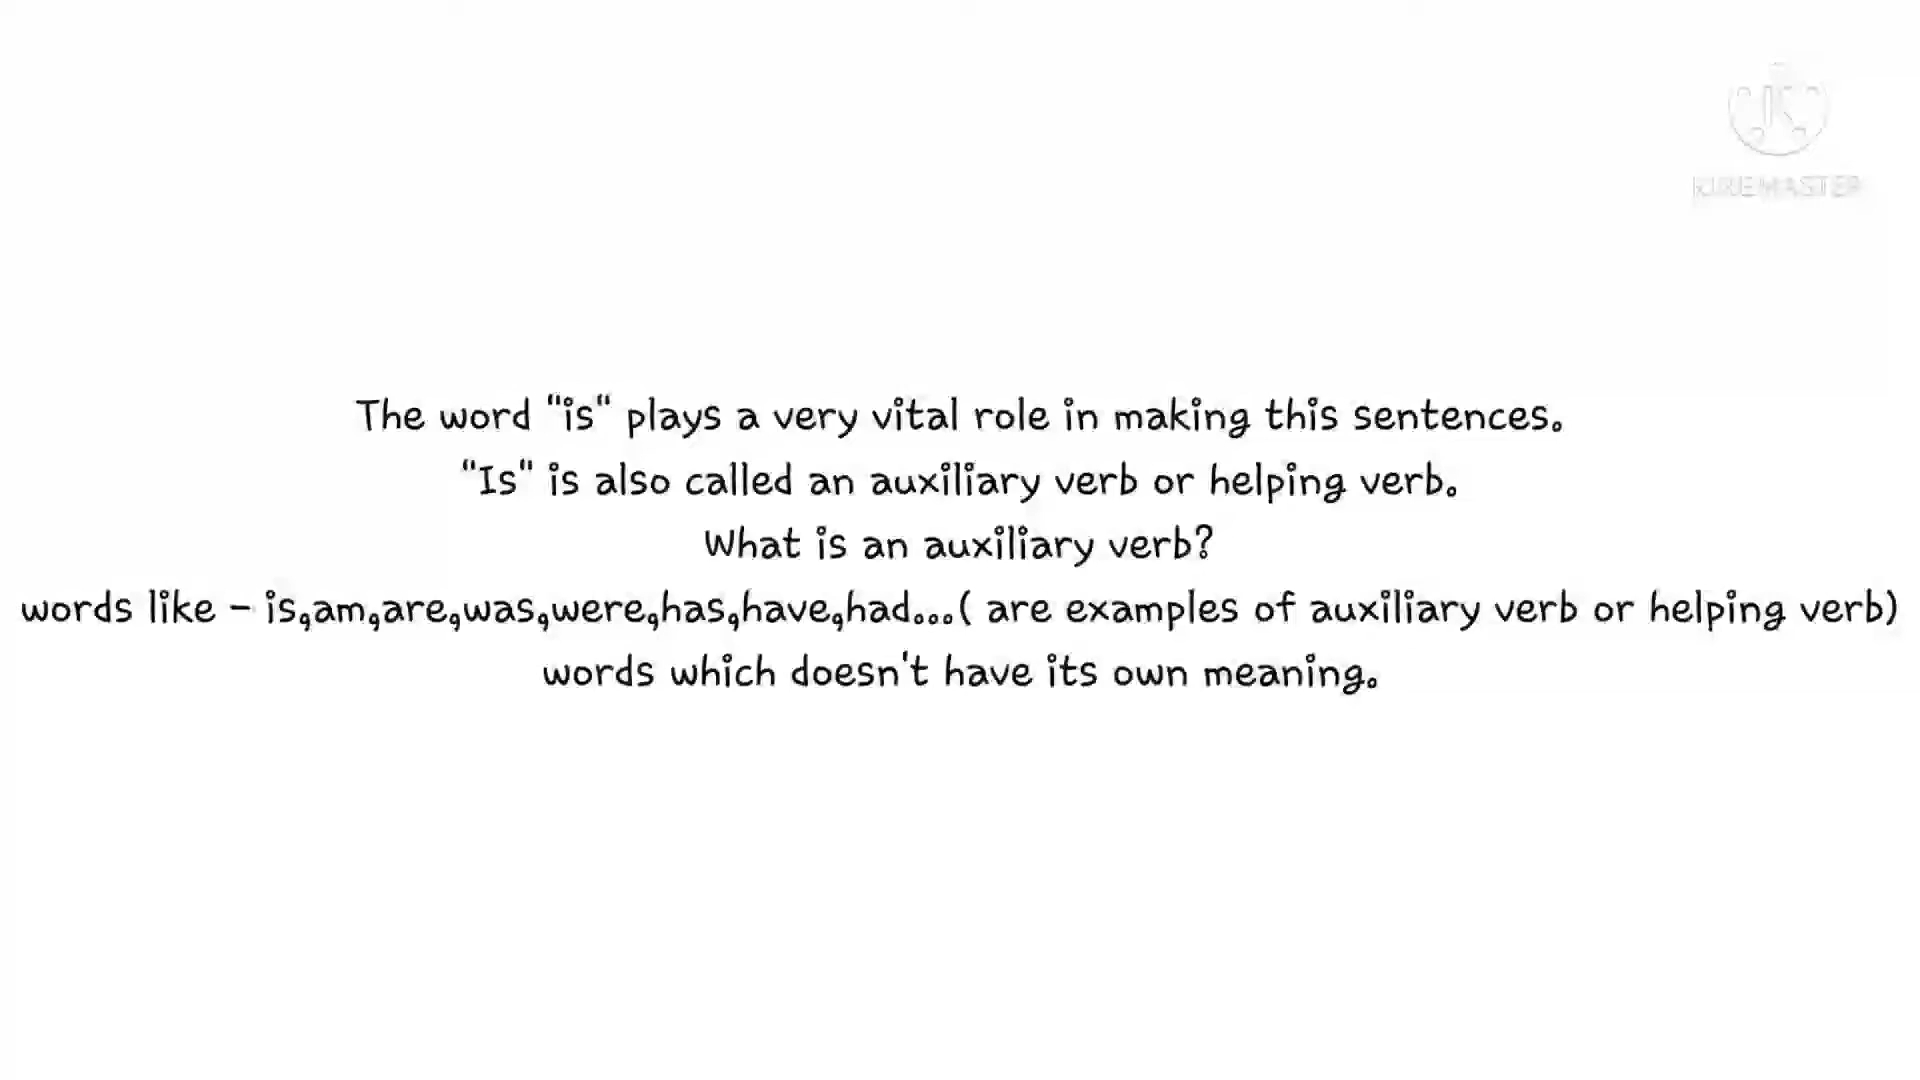 KINEMASTER
The word "is" plays a very vital role in making this sentences.
"Is" is also called an auxiliary verb or helping verb.
What is an auxiliary verb?
words like - is,am,are,was,were,has,have,had...( are examples of auxiliary verb or helping verb)
words which doesn't have its own meaning.